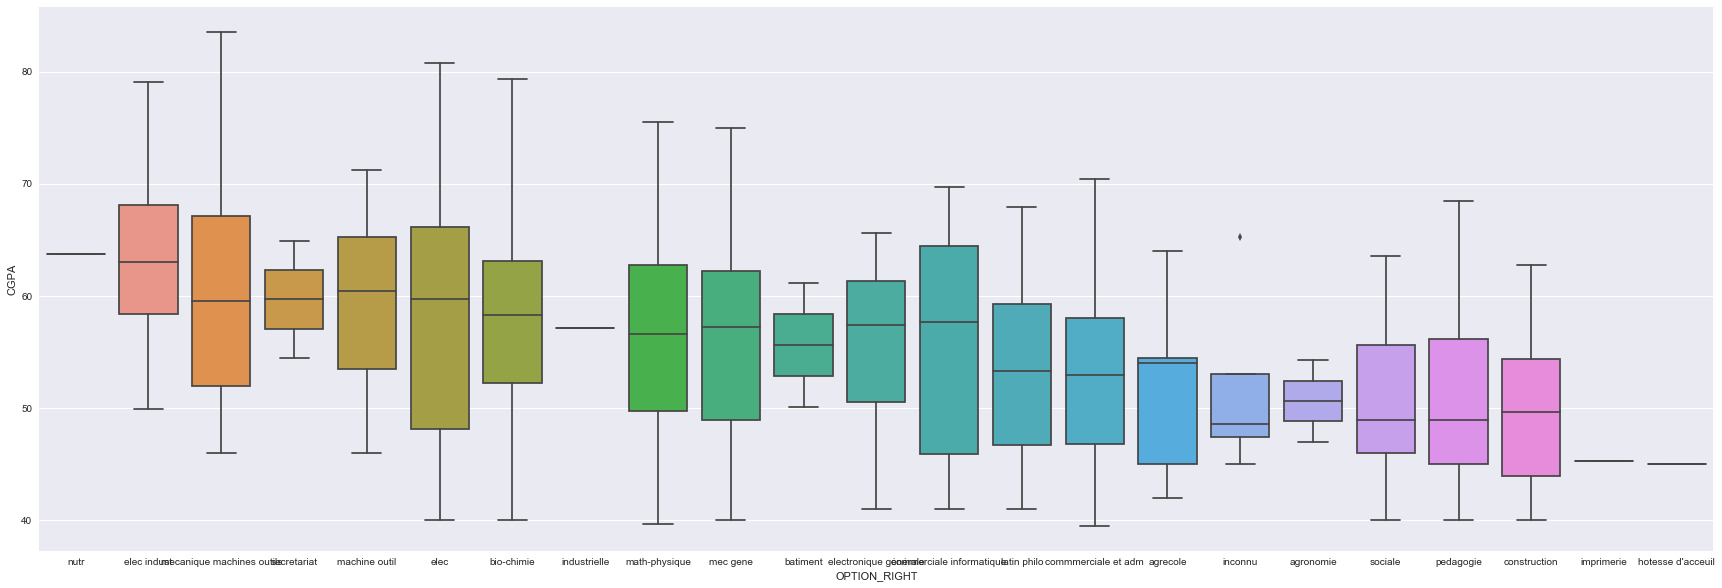 80
70
60
50
40
CGPA
nutr
elec indust
mecanique machines outils
secretariat
machine outil
elec
bio-chimie
industrielle
math-physique
mec gene
batiment
electronique generale
commerciale informatique
latin philo
commmerciale et adm
agrecole
inconnu
agronomie
sociale
pedagogie
construction
imprimerie
hotesse d'acceuil
OPTION_RIGHT